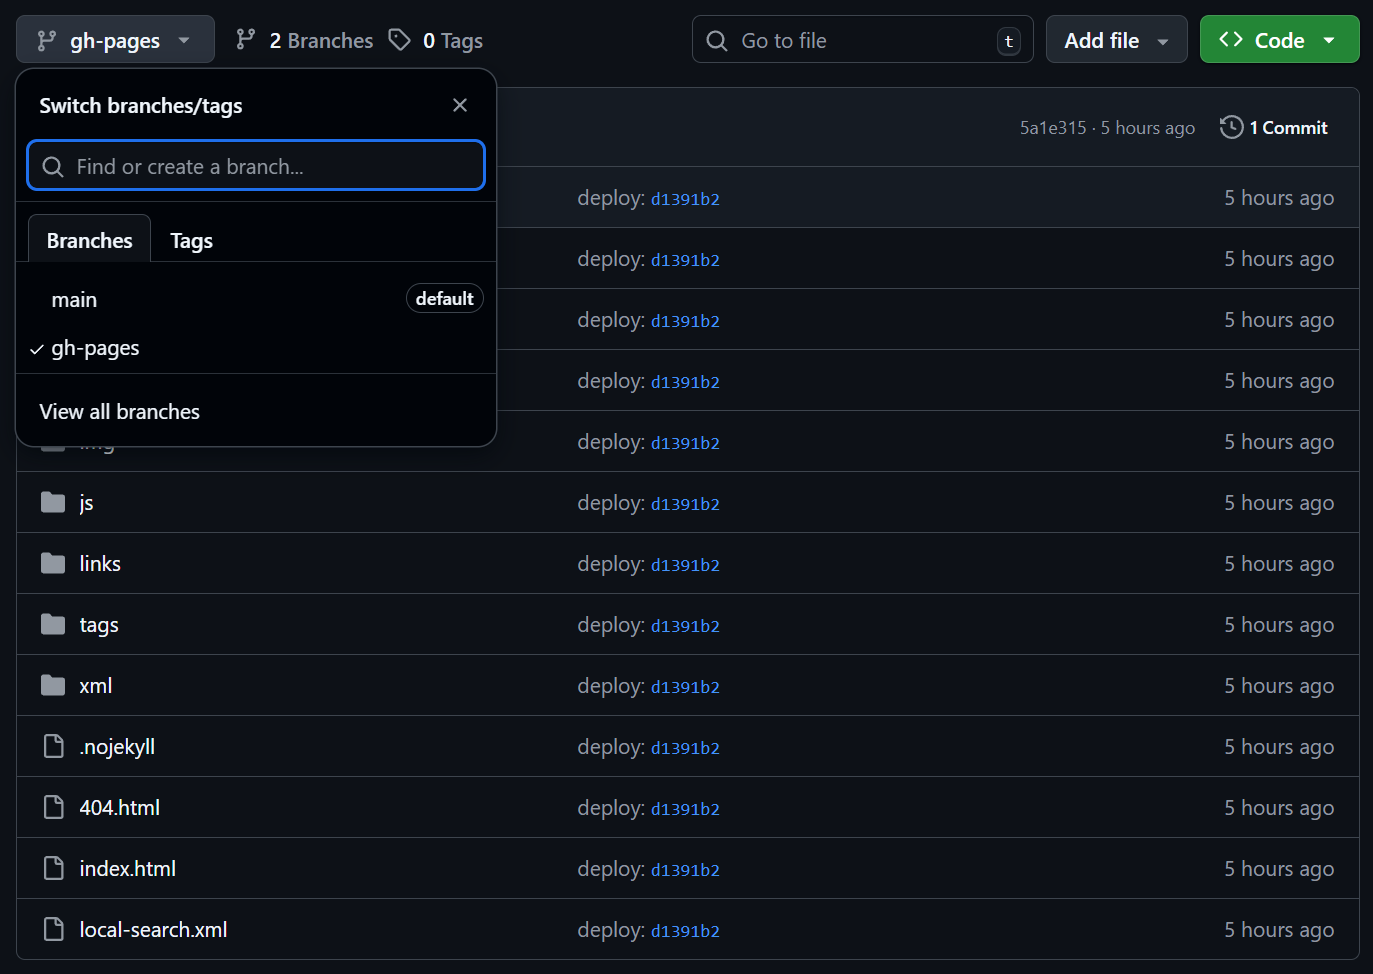 gh-pages
2 Branches
0 Tags
Go to file
t
Add file
Code
Switch branches/tags
Find or create a branch...
Branches
Tags
main
default
gh-pages
View all branches
5a1e315 · 5 hours ago
1 Commit
deploy: d1391b2
5 hours ago
deploy: d1391b2
5 hours ago
deploy: d1391b2
5 hours ago
deploy: d1391b2
5 hours ago
deploy: d1391b2
5 hours ago
js
deploy: d1391b2
5 hours ago
links
deploy: d1391b2
5 hours ago
tags
deploy: d1391b2
5 hours ago
xml
deploy: d1391b2
5 hours ago
.nojekyll
deploy: d1391b2
5 hours ago
404.html
deploy: d1391b2
5 hours ago
index.html
deploy: d1391b2
5 hours ago
local-search.xml
deploy: d1391b2
5 hours ago